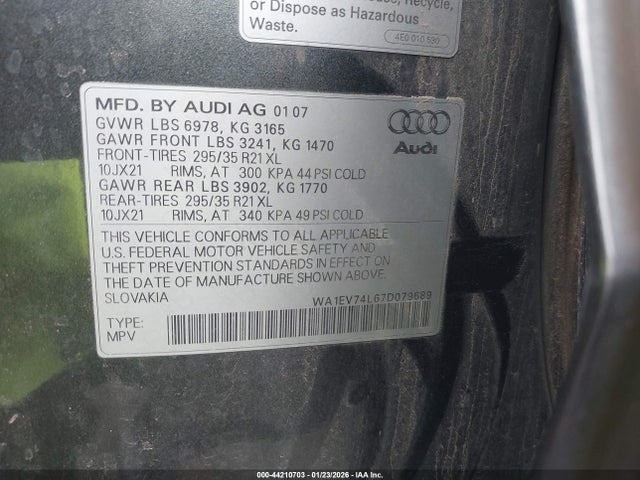 or Dispose as Hazardous
Waste.
4E0 010 530
MFD. BY AUDI AG 01 07
GVWR LBS 6978, KG 3165
GAWR FRONT LBS 3241, KG 1470
FRONT-TIRES 295/35 R21 XL
10JX21 RIMS, AT 300 KPA 44 PSI COLD
GAWR REAR LBS 3902, KG 1770
REAR-TIRES 295/35 R21 XL
10JX21 RIMS, AT 340 KPA 49 PSI COLD
Audi
THIS VEHICLE CONFORMS TO ALL APPLICABLE
U.S. FEDERAL MOTOR VEHICLE SAFETY AND
THEFT PREVENTION STANDARDS IN EFFECT ON
THE DATE OF MANUFACTURE SHOWN ABOVE.
SLOVAKIA WA1EV74L67D079689
TYPE:
MPV
000-44210703 - 01/23/2026 - IAA Inc.